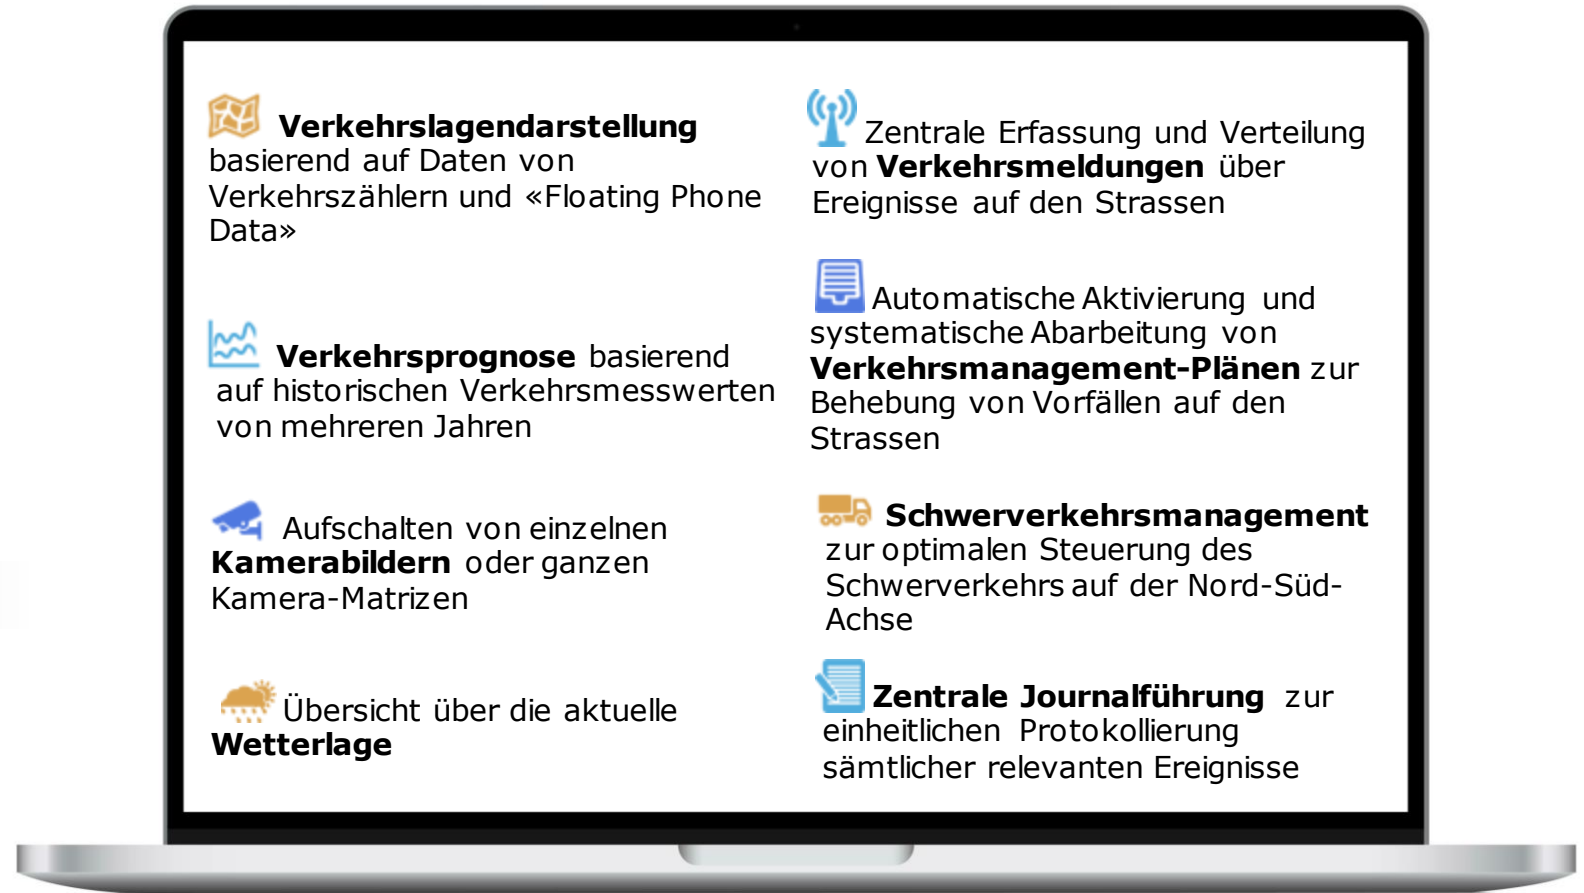 Verkehrslagendarstellung
basierend auf Daten von
Verkehrszählern und «Floating Phone
Data»
Verkehrsprognose basierend
auf historischen Verkehrsmesswerten
von mehreren Jahren
Aufschalten von einzelnen
Kamerabildern oder ganzen
Kamera-Matrizen
Übersicht über die aktuelle
Wetterlage
Zentrale Erfassung und Verteilung
von Verkehrsmeldungen über
Ereignisse auf den Strassen
Automatische Aktivierung und
systematische Abarbeitung von
Verkehrsmanagement-Plänen zur
Behebung von Vorfällen auf den
Strassen
Schwerverkehrsmanagement
zur optimalen Steuerung des
Schwerverkehrs auf der Nord-Süd-
Achse
Zentrale Journalführung zur
einheitlichen Protokollierung
sämtlicher relevanten Ereignisse